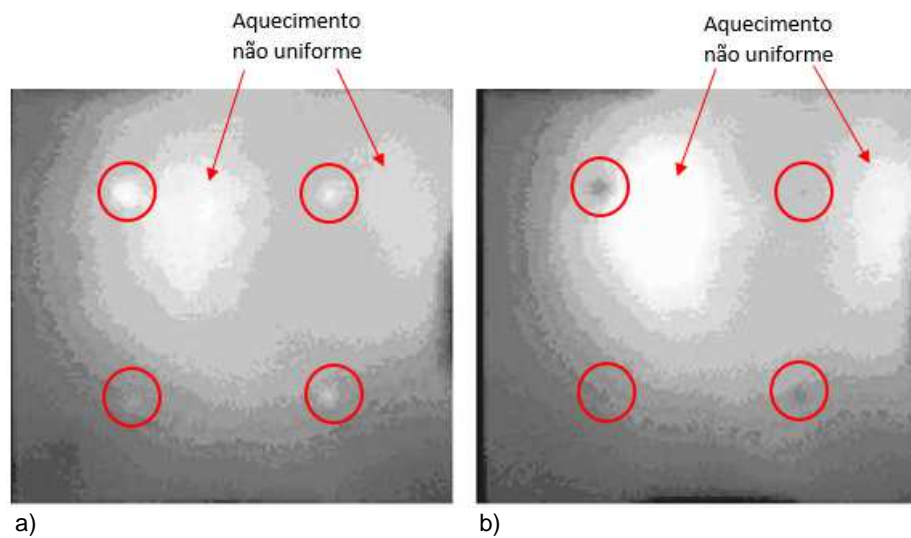 Aquecimento
não uniforme
Aquecimento
não uniforme
a)
b)